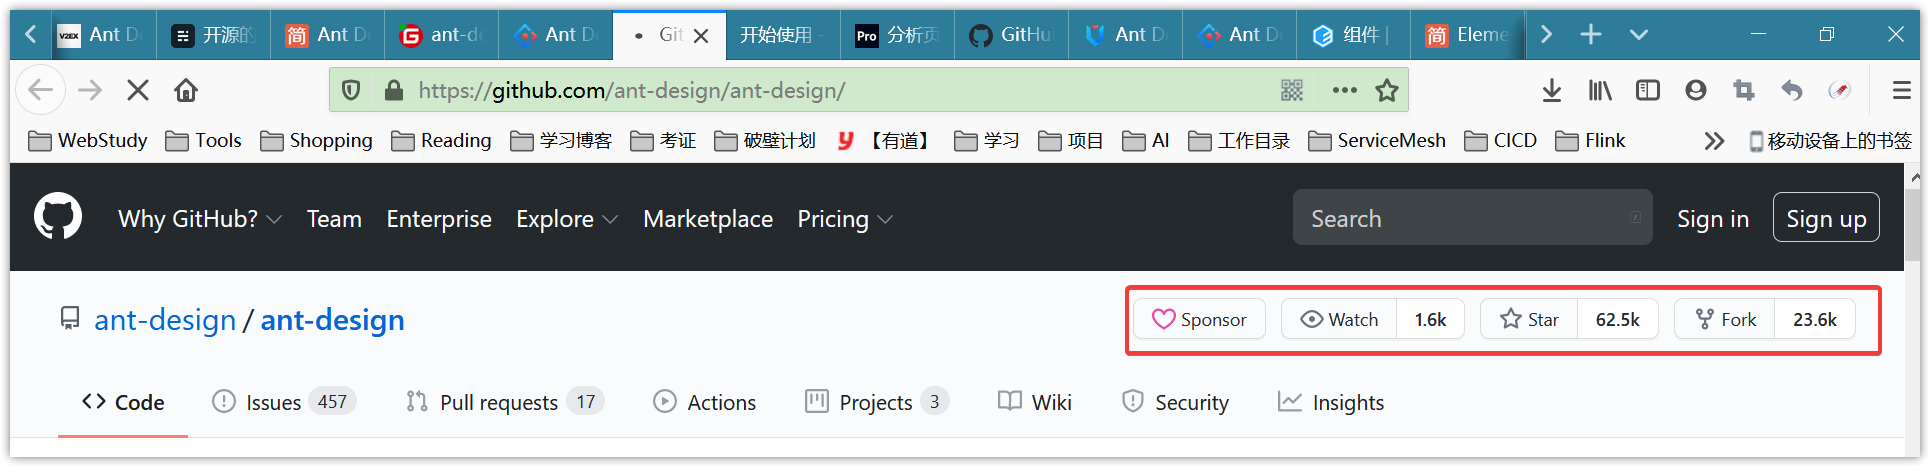 V2EX Ant D 开源的 简 Ant D G ant-d Ant D Git 开始使用 - Pro 分析页 GitHu Ant D Ant D 组件 | 简 Eleme
https://github.com/ant-design/ant-design/
WebStudy Tools Shopping Reading 学习博客 考证 破壁计划 y 【有道】 学习 项目 AI 工作目录 ServiceMesh CICD Flink 移动设备上的书签
Why GitHub? Team Enterprise Explore Marketplace Pricing Search / Sign in Sign up
ant-design / ant-design Sponsor Watch 1.6k Star 62.5k Fork 23.6k
Code Issues 457 Pull requests 17 Actions Projects 3 Wiki Security Insights